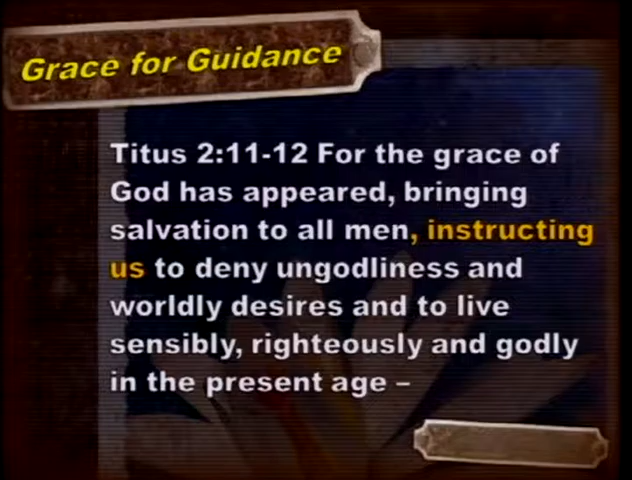 Grace for Guidance
Titus 2:11-12 For the grace of
God has appeared, bringing
salvation to all men, instructing
us to deny ungodliness and
worldly desires and to live
sensibly, righteously and godly
in the present age –